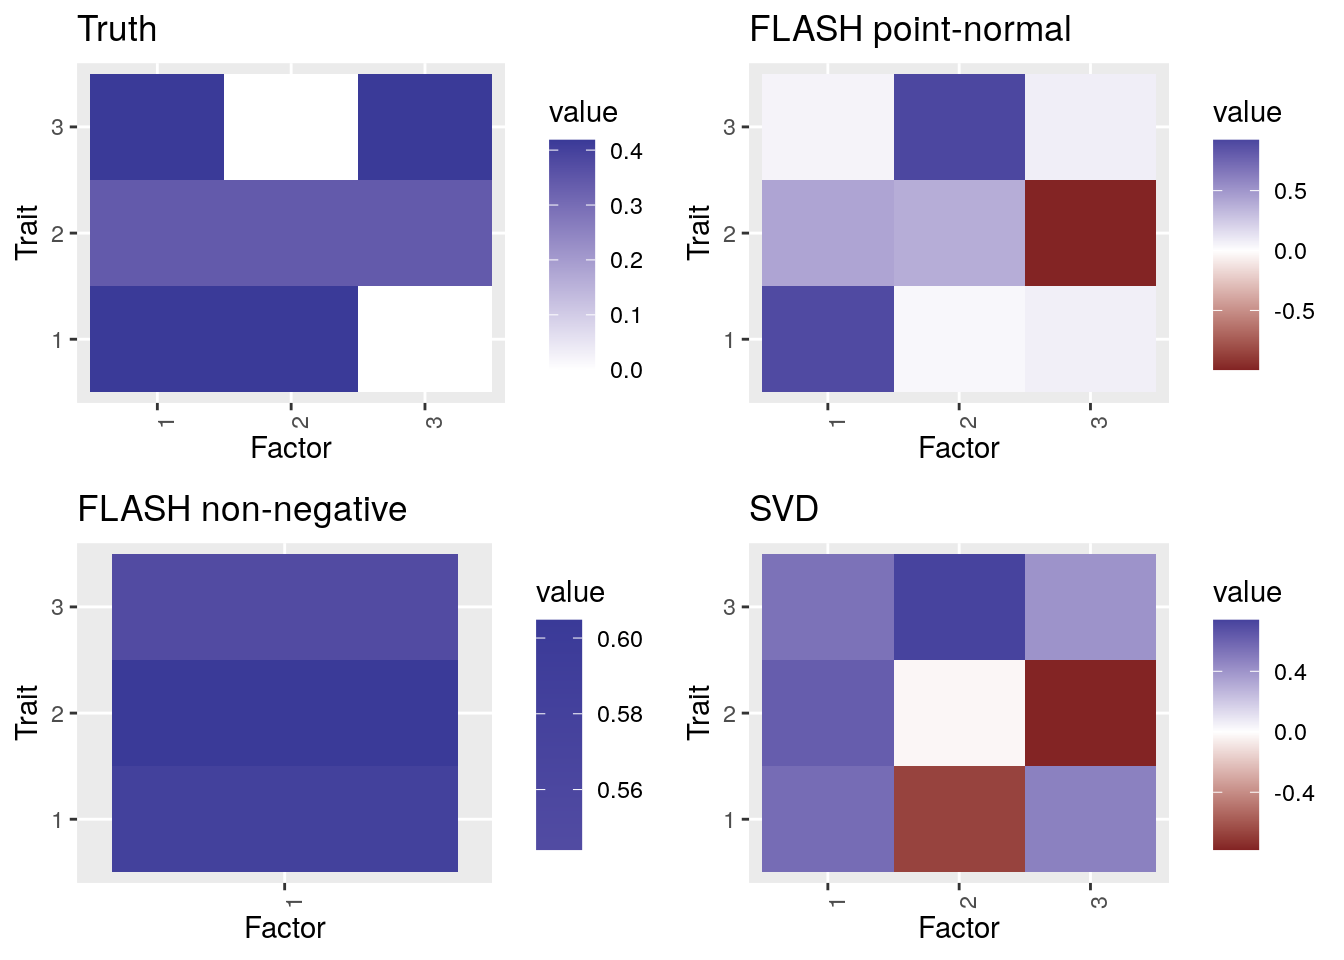 Truth
value
0.4
0.3
0.2
0.1
0.0
3
2
1
Trait
1
2
3
Factor
FLASH point-normal
value
0.5
0.0
-0.5
3
2
1
Trait
1
2
3
Factor
FLASH non-negative
value
0.60
0.58
0.56
3
2
1
Trait
1
Factor
SVD
value
0.4
0.0
-0.4
3
2
1
Trait
1
2
3
Factor